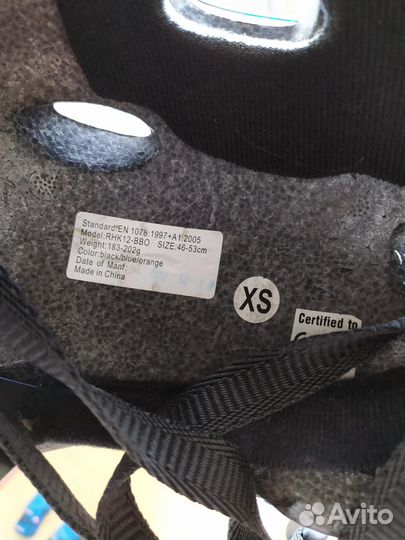 Standard:EN 1078:1997+A1:2005
Model:RHK12-BBO SIZE:46-53cm
Weight:183-202g
Color:black/blue/orange
Date of Manf:
Made in China
XS
Certified to
Avito